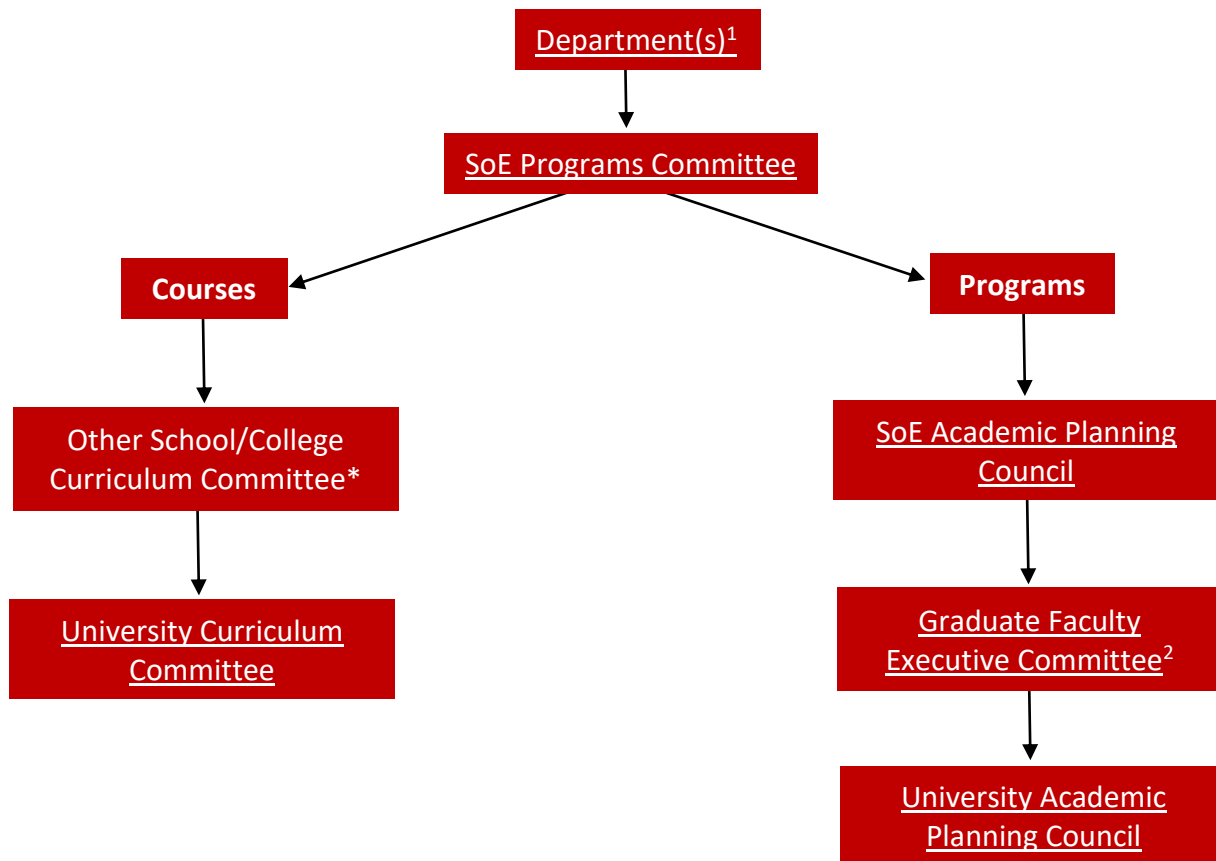 Department(s)¹
SoE Programs Committee
Courses
Programs
Other School/College
Curriculum Committee*
SoE Academic Planning
Council
University Curriculum
Committee
Graduate Faculty
Executive Committee²
University Academic
Planning Council